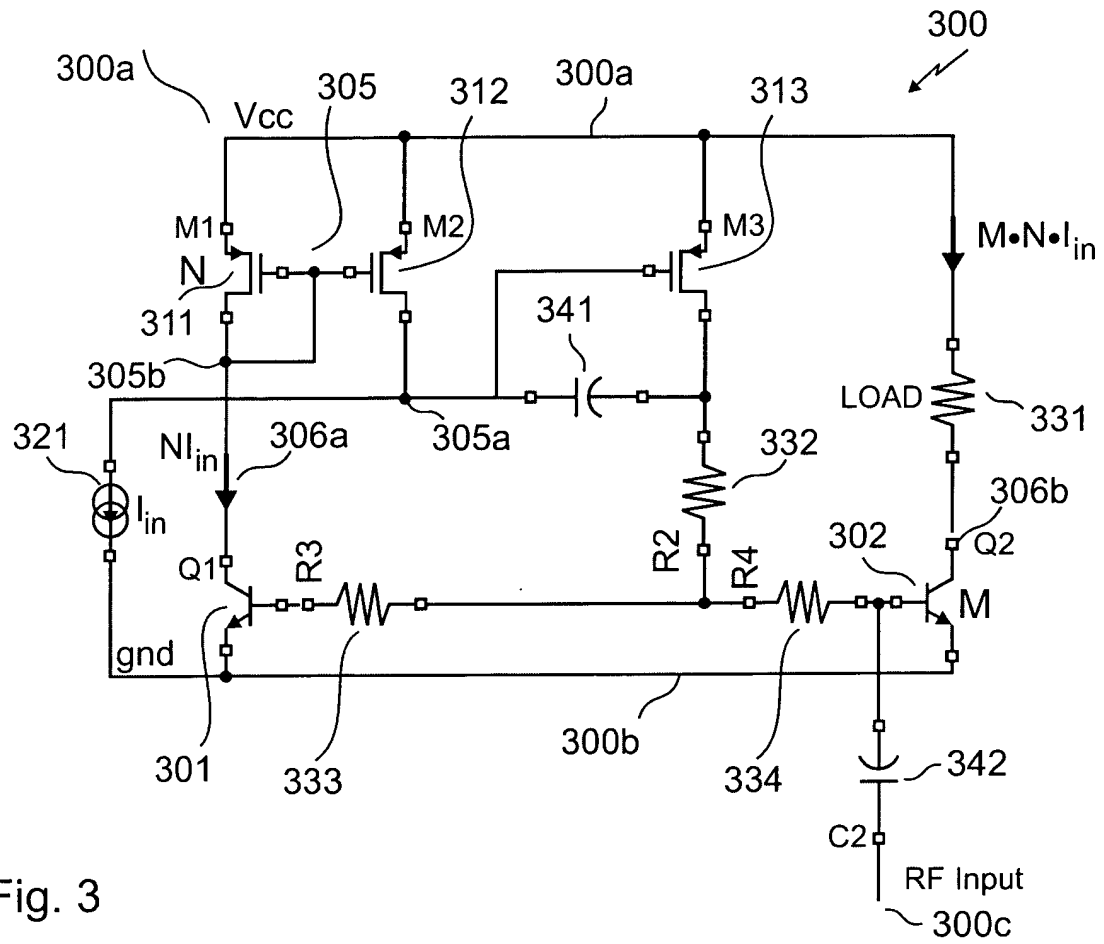 300
300a
305
312
300a
313
Vcc
M1
M2
M3
M•N•Iin
N
311
341
305b
305a
LOAD
331
321
NIin
306a
332
Iin
306b
Q1
R3
R2
R4
302
Q2
M
gnd
301
333
300b
334
342
C2
RF Input
300c
Fig. 3